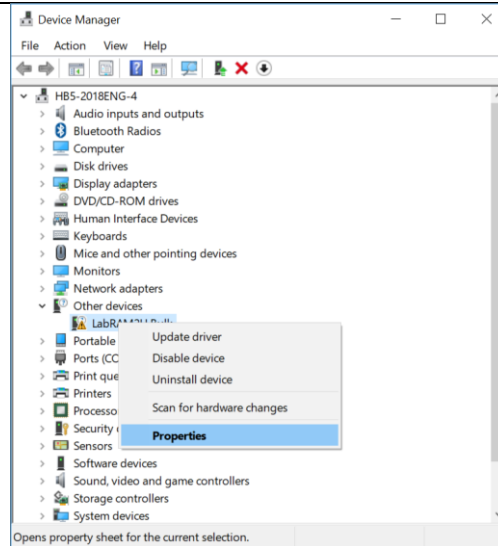 Device Manager
File Action View Help
HB5-2018ENG-4
Audio inputs and outputs
Bluetooth Radios
Computer
Disk drives
Display adapters
DVD/CD-ROM drives
Human Interface Devices
Keyboards
Mice and other pointing devices
Monitors
Network adapters
Other devices
Portable
Update driver
Ports (CO
Disable device
Print que
Uninstall device
Printers
Processo
Scan for hardware changes
Security
Properties
Sensors
Software devices
Sound, video and game controllers
Storage controllers
System devices
Opens property sheet for the current selection.